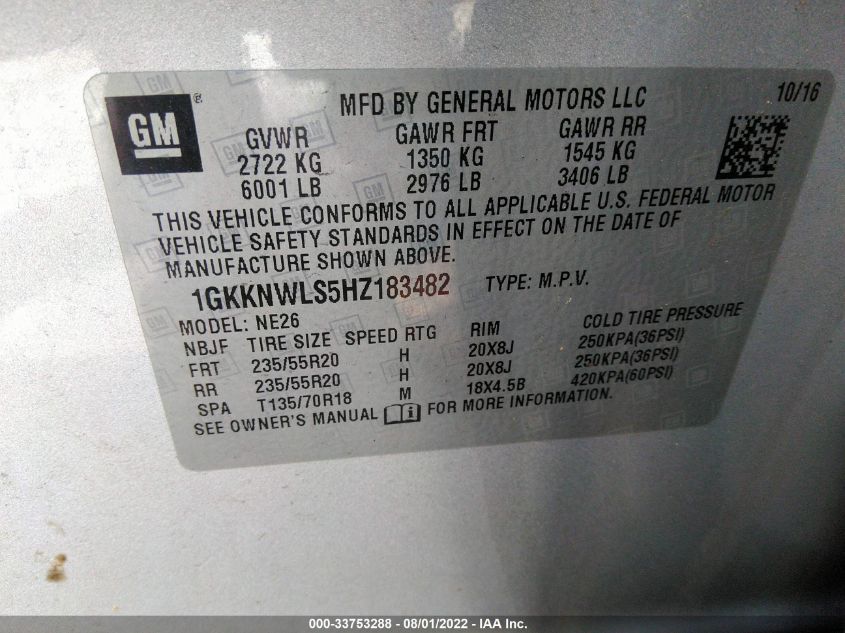 GM ® MFD BY GENERAL MOTORS LLC 10/16
GVWR GAWR FRT GAWR RR
2722 KG 1350 KG 1545 KG
6001 LB 2976 LB 3406 LB
THIS VEHICLE CONFORMS TO ALL APPLICABLE U.S. FEDERAL MOTOR
VEHICLE SAFETY STANDARDS IN EFFECT ON THE DATE OF
MANUFACTURE SHOWN ABOVE.
1GKKNWLS5HZ183482 TYPE: M.P.V.
MODEL: NE26
NBJF TIRE SIZE SPEED RTG RIM COLD TIRE PRESSURE
FRT 235/55R20 H 20X8J 250KPA(36PSI)
RR 235/55R20 H 20X8J 250KPA(36PSI)
SPA T135/70R18 M 18X4.5B 420KPA(60PSI)
SEE OWNER'S MANUAL FOR MORE INFORMATION.
000-33753288 - 08/01/2022 - IAA Inc.